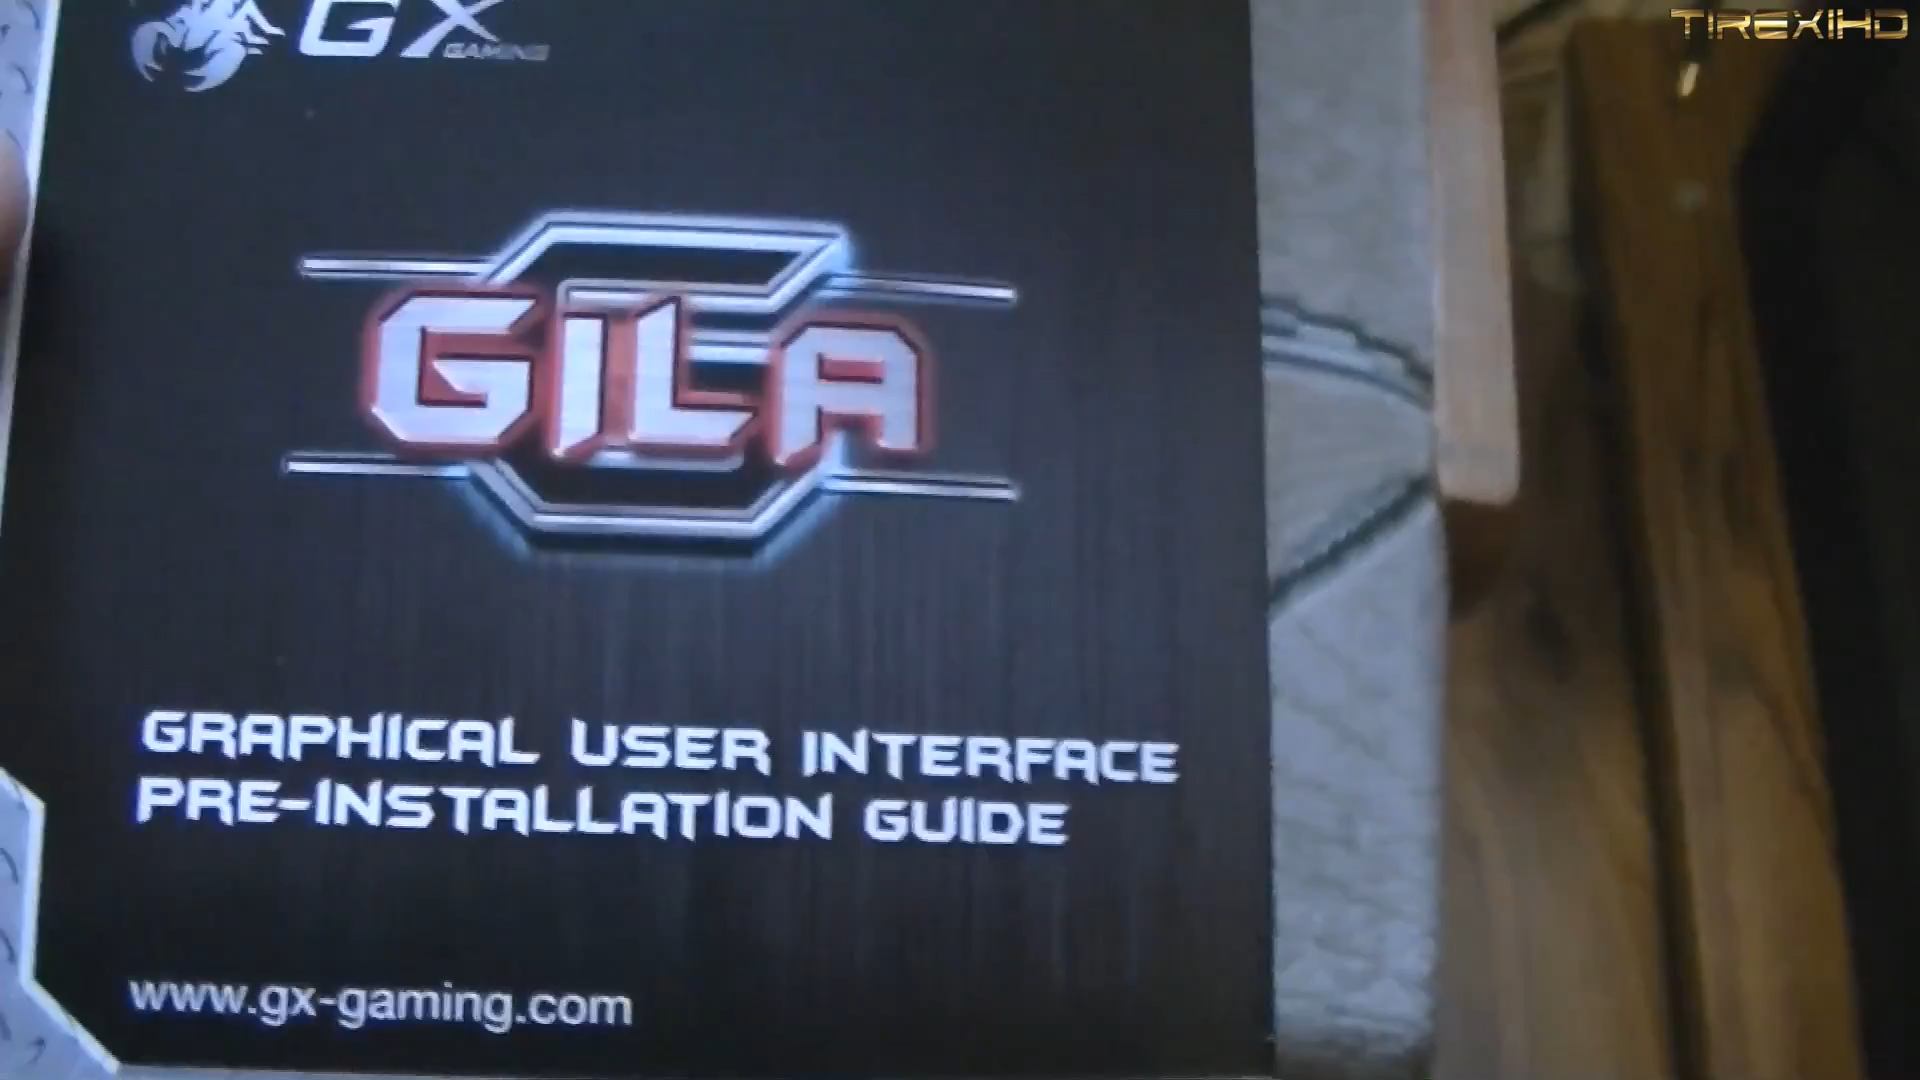 TIREXIHD
GX
GAMING
GILA
GRAPHICAL USER INTERFACE
PRE-INSTALLATION GUIDE
www.gx-gaming.com